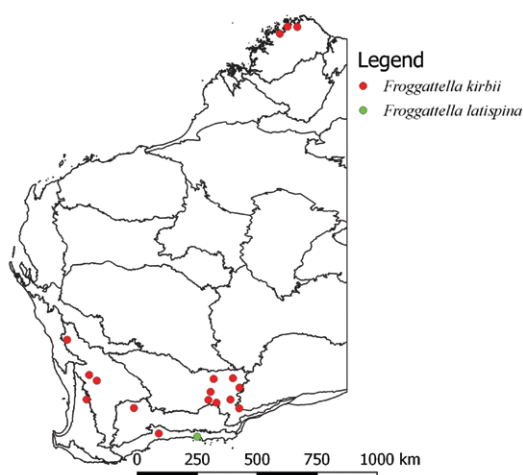 Legend
Froggattella kirbii
Froggattella latispina
0 250 500 750 1000 km